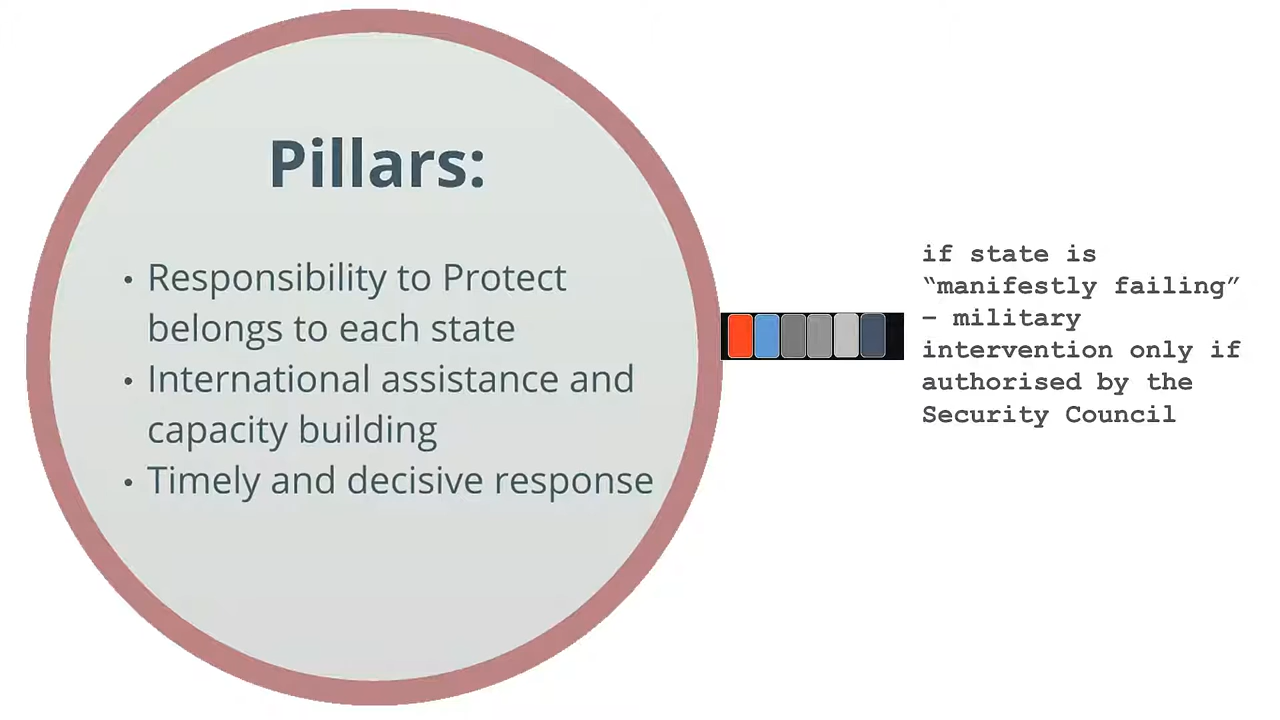 Pillars:
• Responsibility to Protect
belongs to each state
• International assistance and
capacity building
• Timely and decisive response
if state is
“manifestly failing”
– military
intervention only if
authorised by the
Security Council